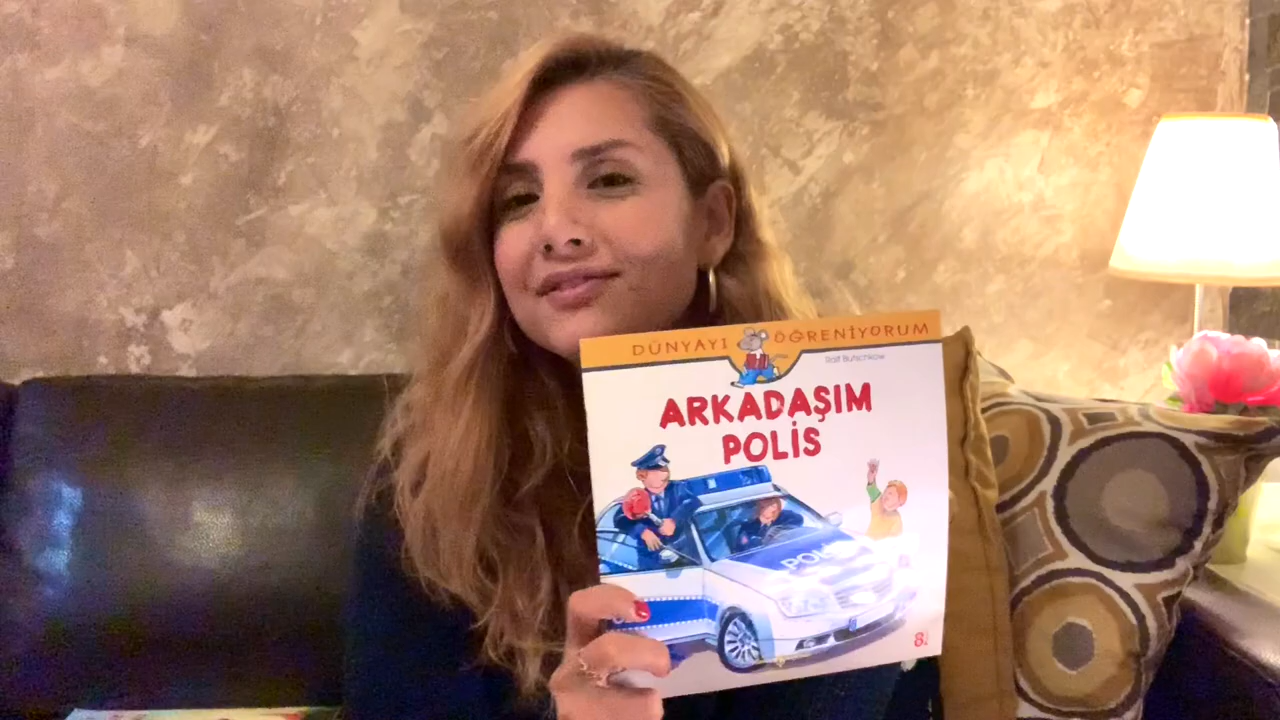 DÜNYAYI ÖĞRENİYORUM
Ralf Butschkow
ARKADAŞIM
POLİS
POLİ
8